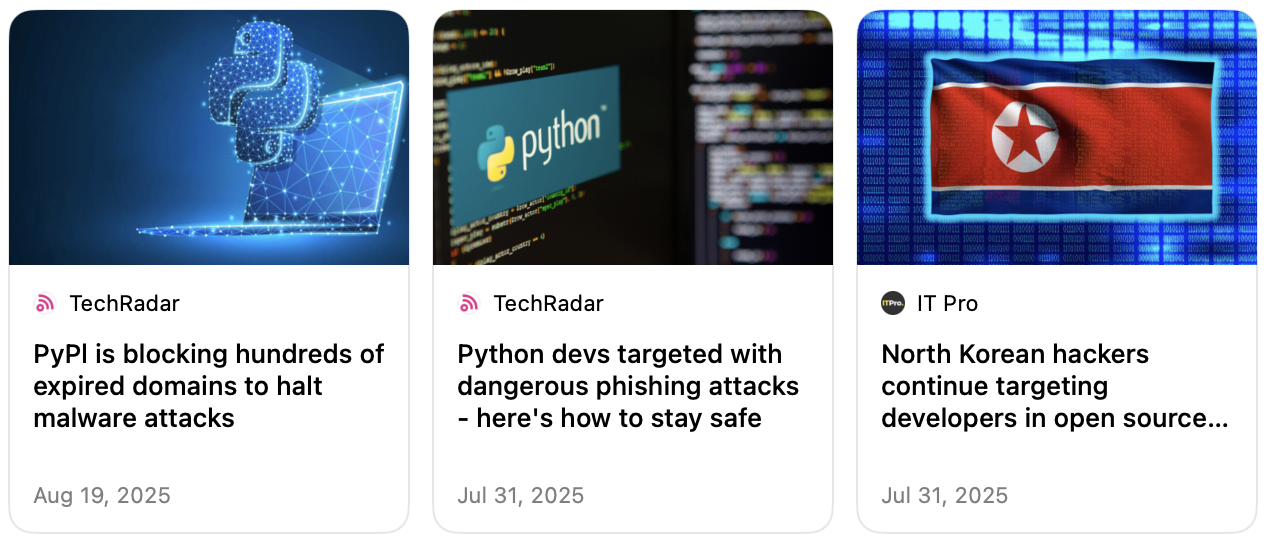 python™
TechRadar
PyPI is blocking hundreds of
expired domains to halt
malware attacks
Aug 19, 2025
TechRadar
Python devs targeted with
dangerous phishing attacks
- here's how to stay safe
Jul 31, 2025
ITPro.
IT Pro
North Korean hackers
continue targeting
developers in open source...
Jul 31, 2025